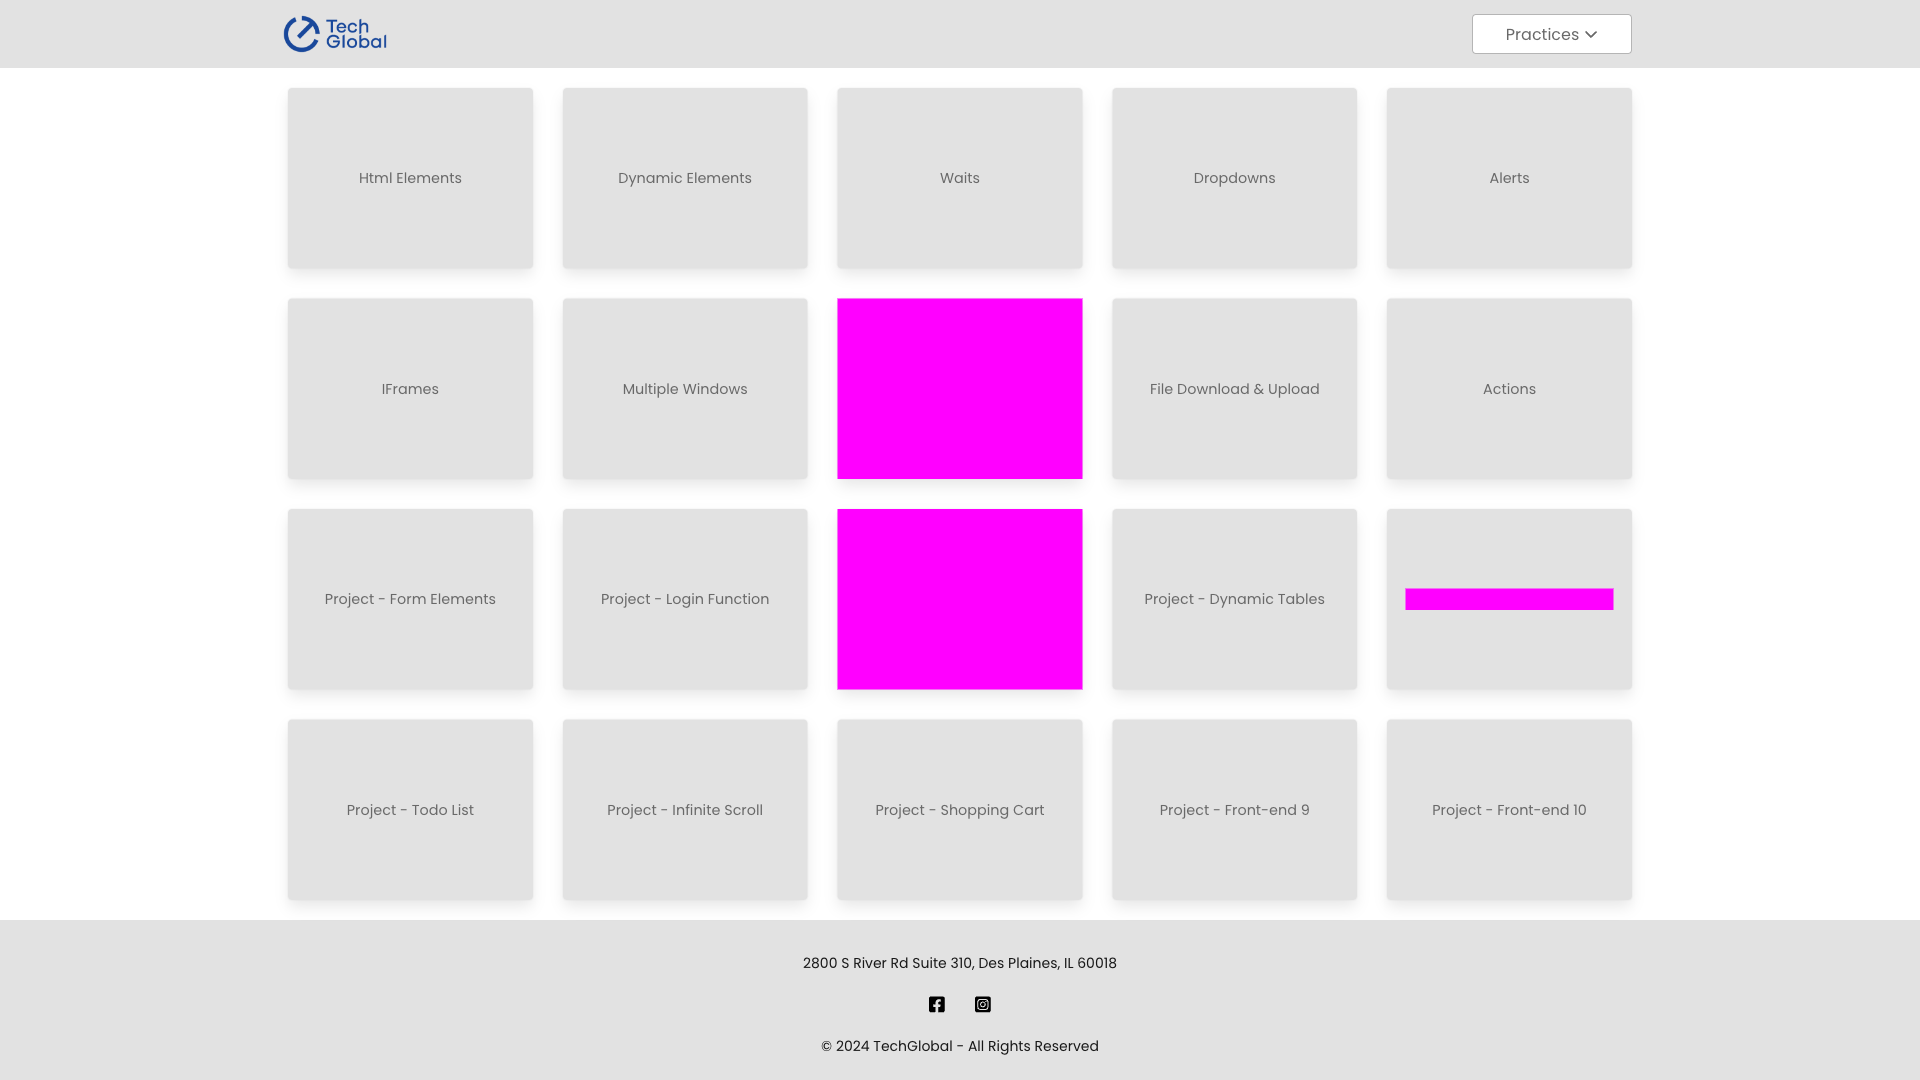 Tech
Global
Practices
Html Elements
Dynamic Elements
Waits
Dropdowns
Alerts
IFrames
Multiple Windows
File Download & Upload
Actions
Project - Form Elements
Project - Login Function
Project - Dynamic Tables
Project - Todo List
Project - Infinite Scroll
Project - Shopping Cart
Project - Front-end 9
Project - Front-end 10
2800 S River Rd Suite 310, Des Plaines, IL 60018
© 2024 TechGlobal - All Rights Reserved